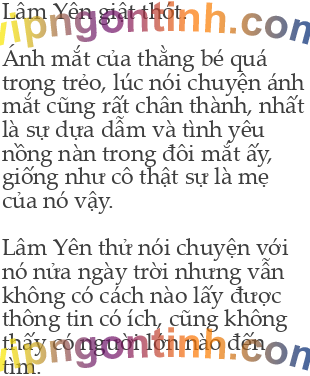 Lâm Yên giật thót.
Ánh mắt của thằng bé quá
trong trẻo, lúc nói chuyện ánh
mắt cũng rất chân thành, nhất
là sự dựa dẫm và tình yêu
nồng nàn trong đôi mắt ấy,
giống như cô thật sự là mẹ
của nó vậy.
Lâm Yên thử nói chuyện với
nó nửa ngày trời nhưng vẫn
không có cách nào lấy được
thông tin có ích, cũng không
thấy có người lớn nào đến
tìm.
vipngontinh.com
vipngontinh.com